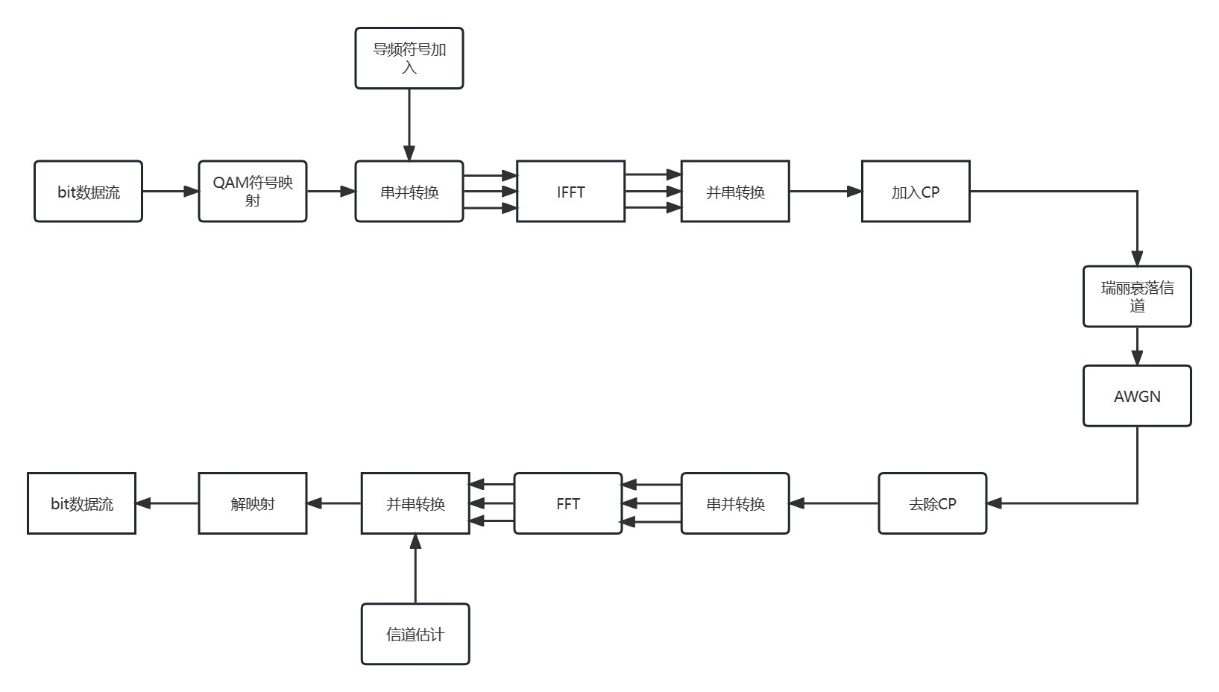 导频符号加
入
bit数据流
QAM符号映
射
串并转换
IFFT
并串转换
加入CP
瑞丽衰落信
道
AWGN
bit数据流
解映射
并串转换
FFT
串并转换
去除CP
信道估计